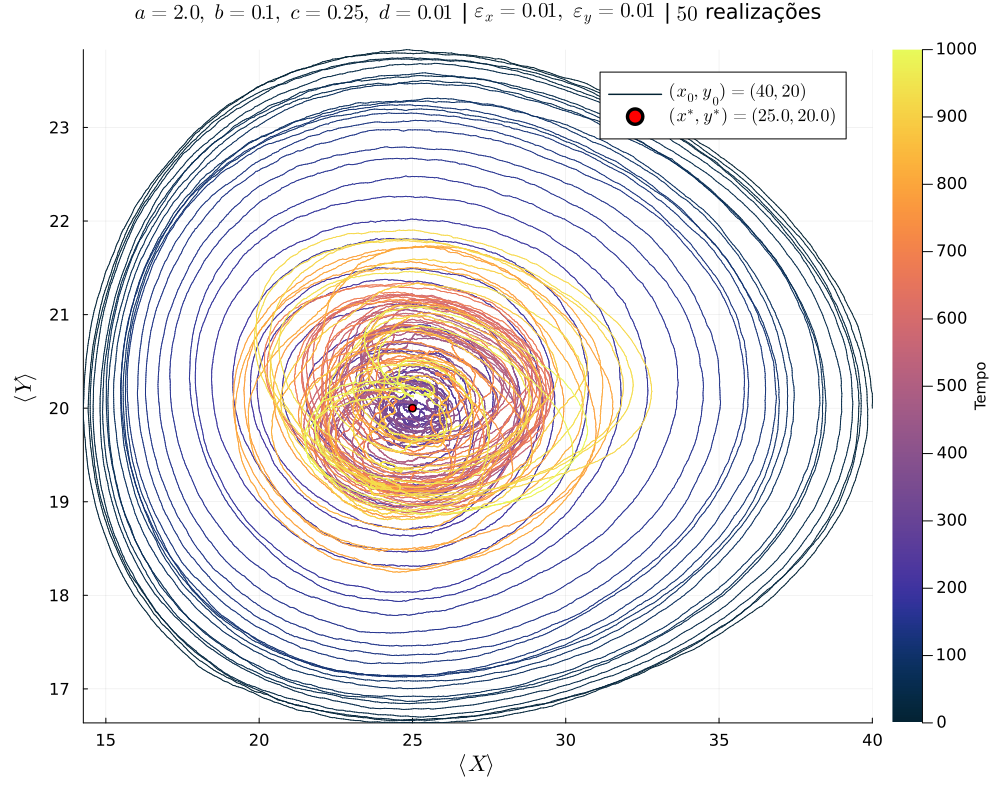 a = 2.0, b = 0.1, c = 0.25, d = 0.01 | εₓ = 0.01, ε_y = 0.01 | 50 realizações
(x₀, y₀) = (40, 20)
(x*, y*) = (25.0, 20.0)
23
22
21
20
19
18
17
⟨Y⟩
15 20 25 30 35 40
⟨X⟩
1000
900
800
700
600
500
400
300
200
100
0
Tempo